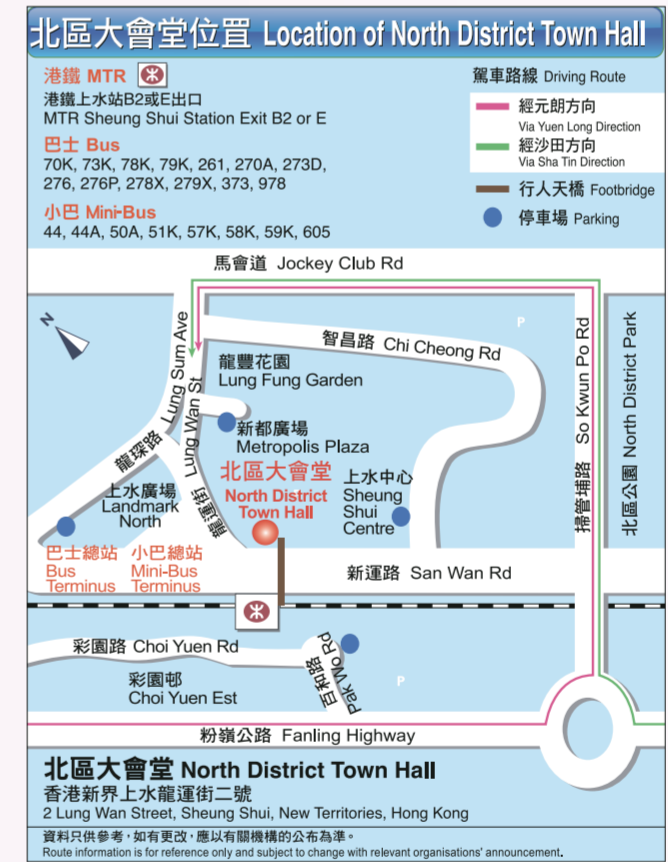 北區大會堂位置 Location of North District Town Hall
港鐵 MTR
港鐵上水站B2或E出口
MTR Sheung Shui Station Exit B2 or E
巴士 Bus
70K, 73K, 78K, 79K, 261, 270A, 273D,
276, 276P, 278X, 279X, 373, 978
小巴 Mini-Bus
44, 44A, 50A, 51K, 57K, 58K, 59K, 605
駕車路線 Driving Route
經元朗方向
Via Yuen Long Direction
經沙田方向
Via Sha Tin Direction
行人天橋 Footbridge
停車場 Parking
馬會道 Jockey Club Rd
N
P
智昌路 Chi Cheong Rd
龍琛路 Lung Sum Ave
龍運街 Lung Wan St
龍豐花園
Lung Fung Garden
新都廣場
Metropolis Plaza
掃管埔路 So Kwun Po Rd
北區公園 North District Park
北區大會堂
North District
Town Hall
上水中心
Sheung
Shui
Centre
上水廣場
Landmark
North
巴士總站
Bus
Terminus
小巴總站
Mini-Bus
Terminus
新運路 San Wan Rd
彩園路 Choi Yuen Rd
百和路 Pak Wo Rd
彩園邨
Choi Yuen Est
P
粉嶺公路 Fanling Highway
北區大會堂 North District Town Hall
香港新界上水龍運街二號
2 Lung Wan Street, Sheung Shui, New Territories, Hong Kong
資料只供參考，如有更改，應以有關機構的公布為準。
Route information is for reference only and subject to change with relevant organisations' announcement.